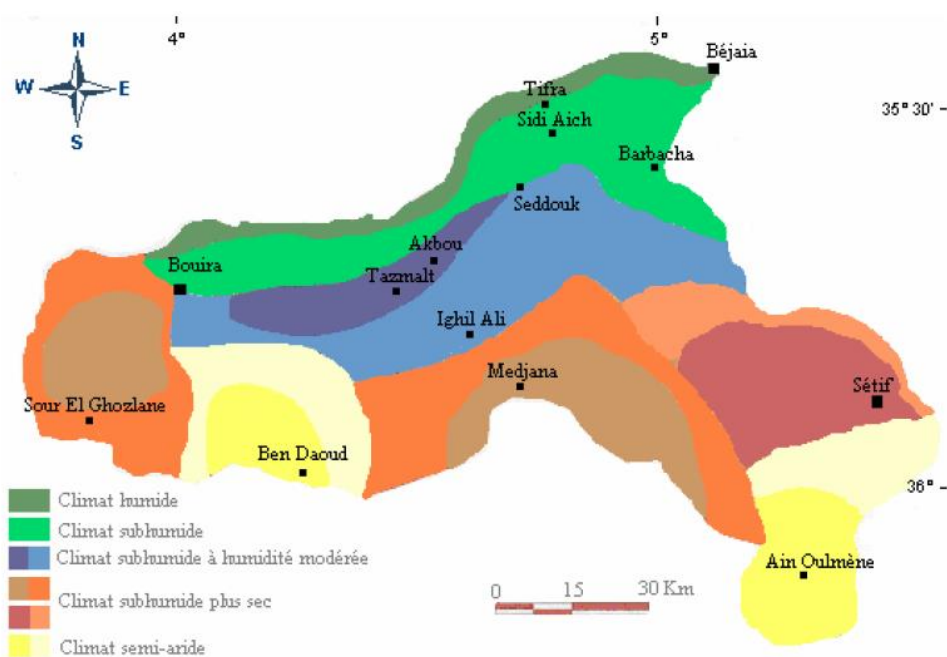 4°
5°
N
W E
S
Béjaia
Tifra
35° 30'
Sidi Aich
Barbacha
Seddouk
Akbou
Bouira
Tazmalt
Ighil Ali
Medjana
Sétif
Sour El Ghozlane
Ben Daoud
36°
Climat humide
Climat subhumide
Climat subhumide à humidité modérée
Ain Oulmène
Climat subhumide plus sec
0 15 30 Km
Climat semi-aride